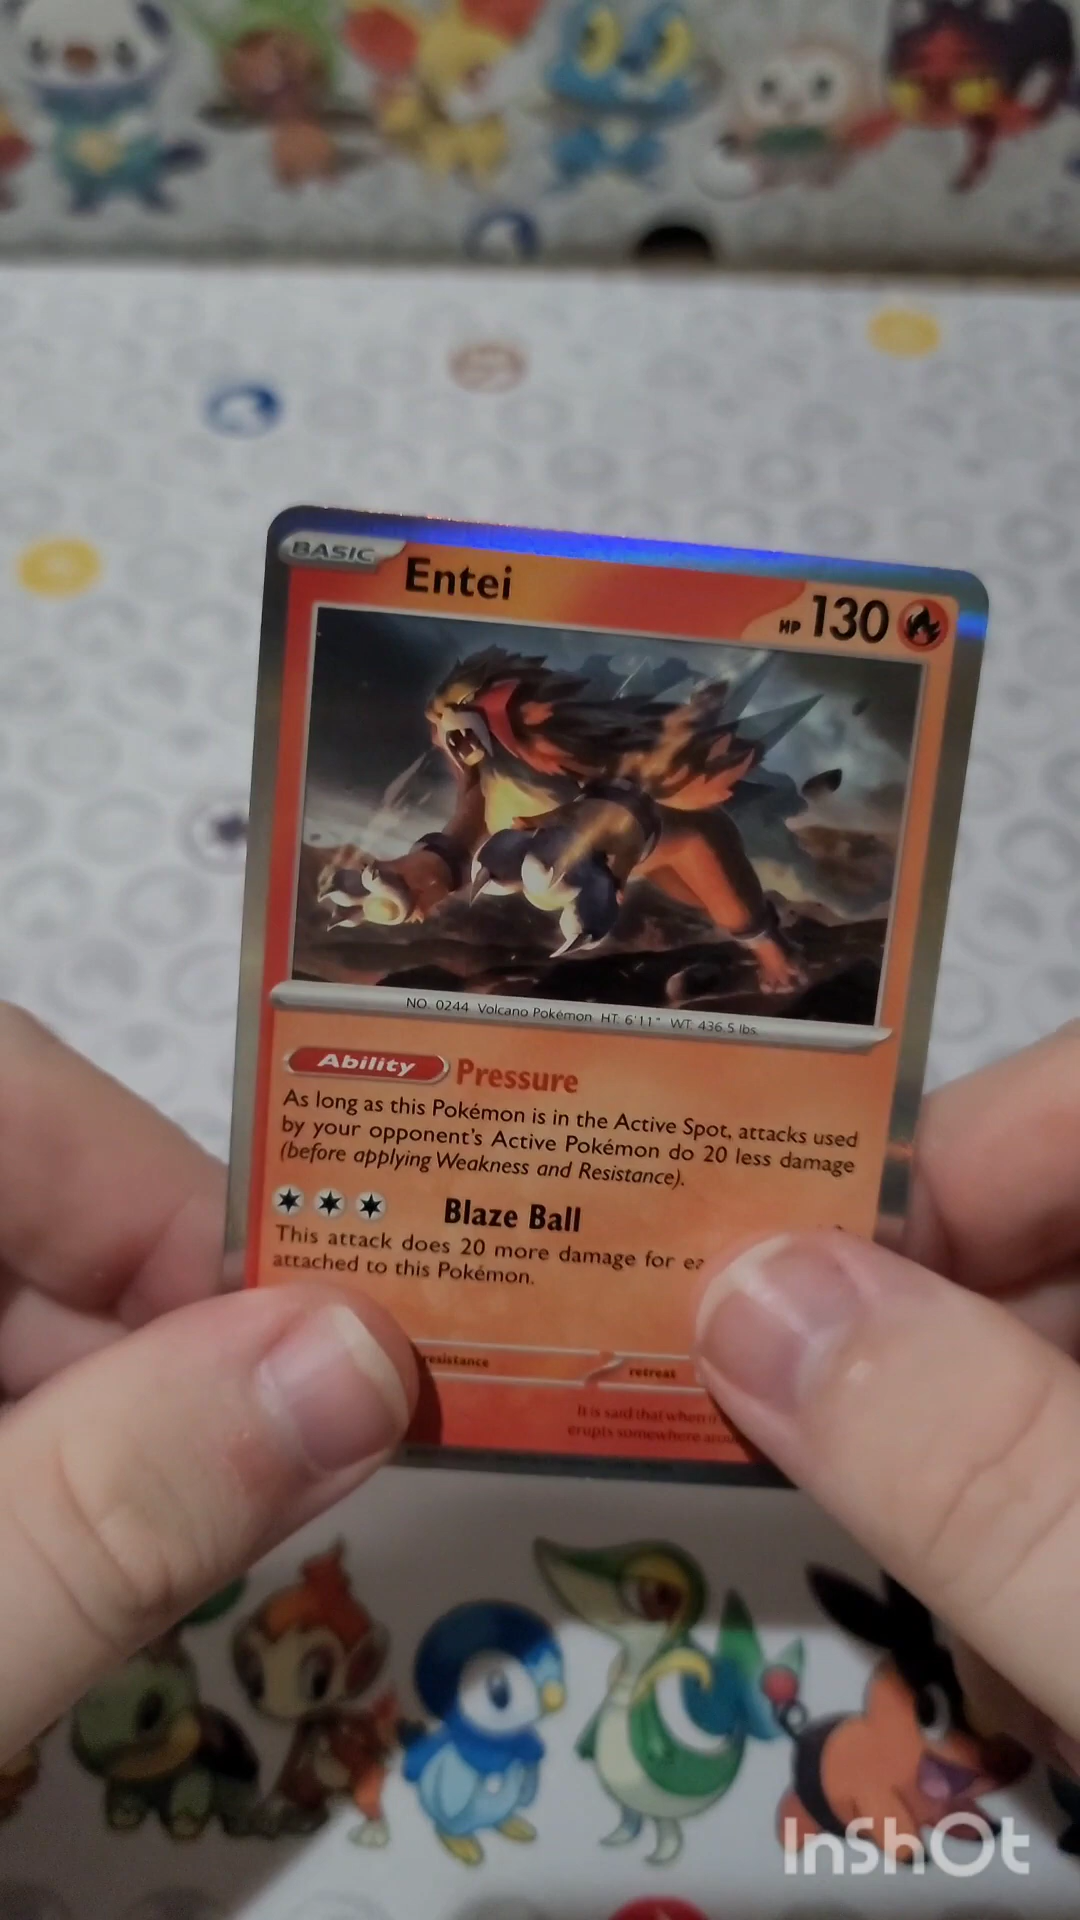 BASIC Entei HP 130
NO. 0244 Volcano Pokémon HT: 6'11" WT: 436.5 lbs.
Ability Pressure
As long as this Pokémon is in the Active Spot, attacks used
by your opponent's Active Pokémon do 20 less damage
(before applying Weakness and Resistance).
Blaze Ball
This attack does 20 more damage for
attached to this Pokémon.
resistance retreat
It is said that when
erupts somewhere
InShOt